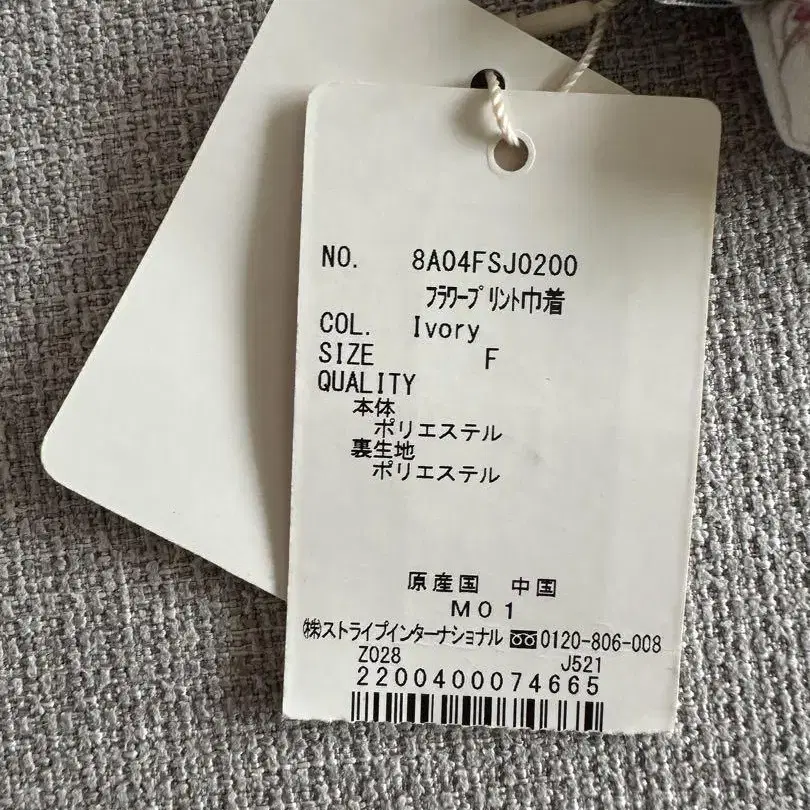 NO. 8A04FSJ0200
フラワープリント巾着
COL. Ivory
SIZE F
QUALITY
本体
ポリエステル
裏生地
ポリエステル
原産国 中国
M01
㈱ストライプインターナショナル 0120-806-008
Z028 J521
2200400074665